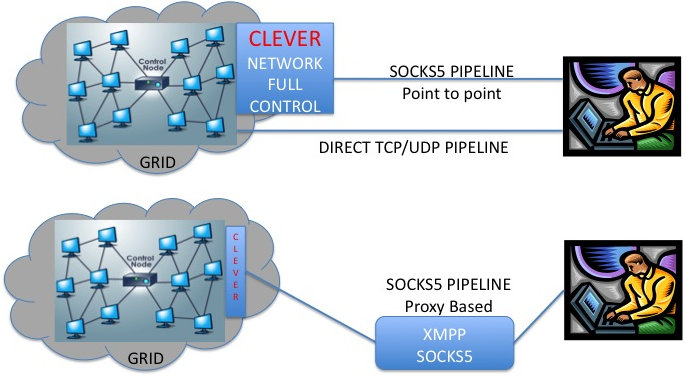 CLEVER
NETWORK
FULL
CONTROL
Control
Node
GRID
SOCKS5 PIPELINE
Point to point
DIRECT TCP/UDP PIPELINE
Control
Node
C
L
E
V
E
R
GRID
SOCKS5 PIPELINE
Proxy Based
XMPP
SOCKS5